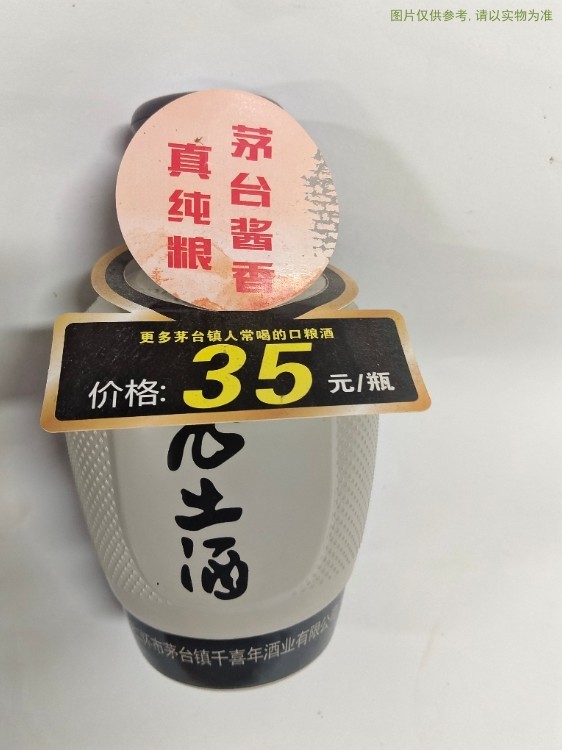 图片仅供参考, 请以实物为准
茅台酱香
真纯粮
更多茅台镇人常喝的口粮酒
价格: 35 元/瓶
土酒
市茅台镇千喜年酒业有限公